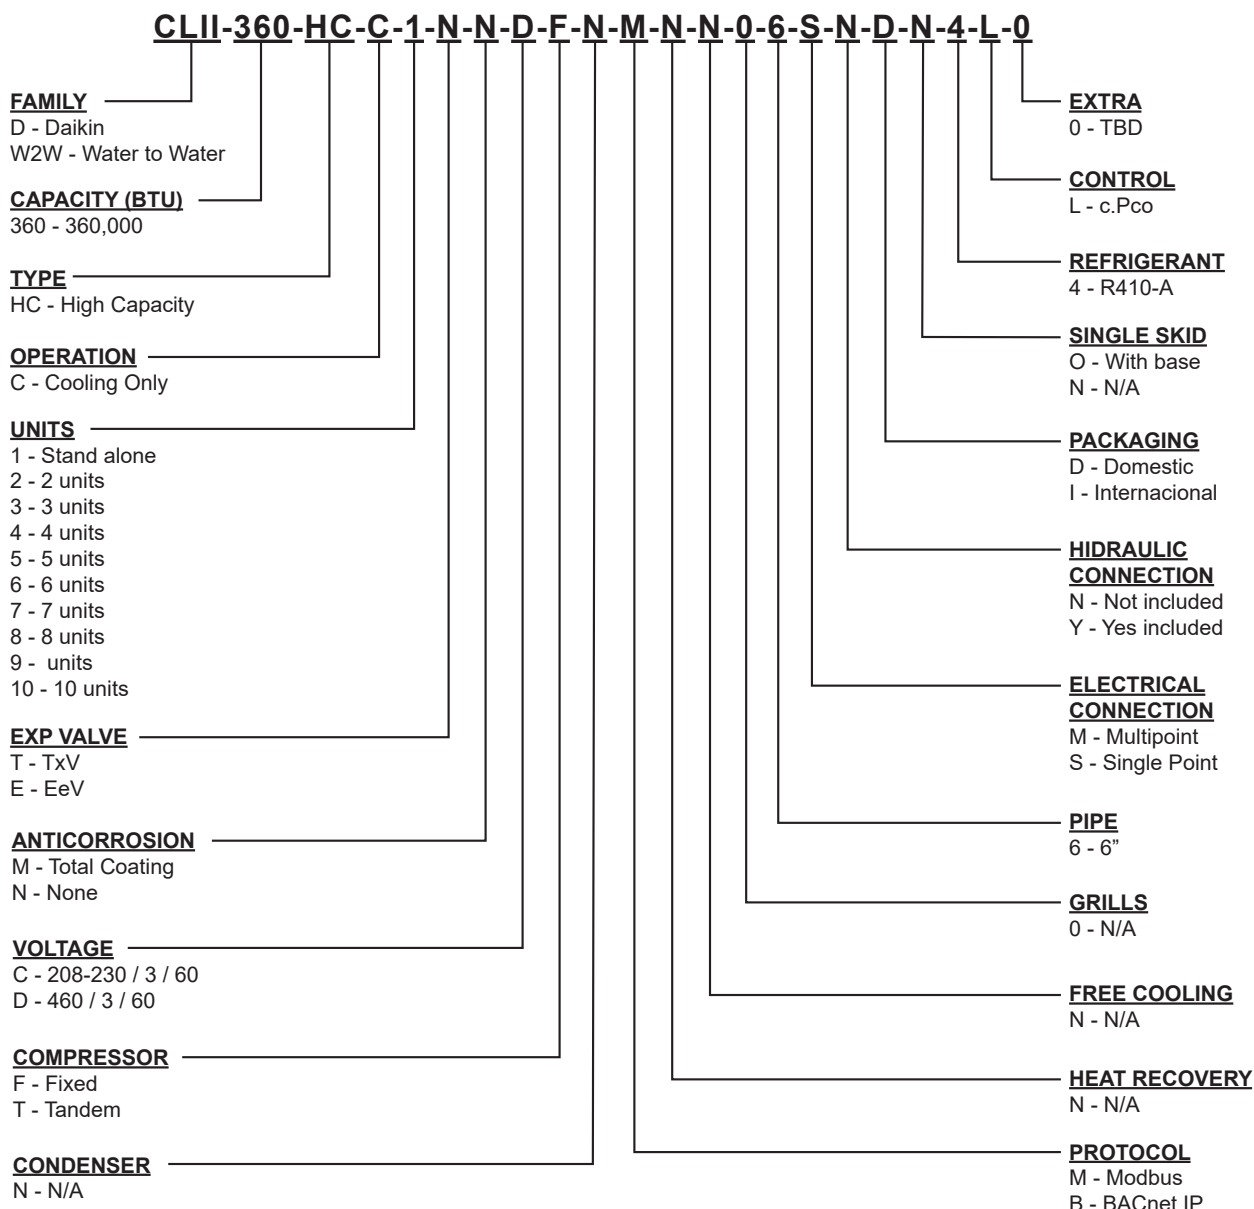 CLII-360-HC-C-1-N-N-D-F-N-M-N-N-0-6-S-N-D-N-4-L-0
FAMILY
D - Daikin
W2W - Water to Water
CAPACITY (BTU)
360 - 360,000
TYPE
HC - High Capacity
OPERATION
C - Cooling Only
UNITS
1 - Stand alone
2 - 2 units
3 - 3 units
4 - 4 units
5 - 5 units
6 - 6 units
7 - 7 units
8 - 8 units
9 -  units
10 - 10 units
EXP VALVE
T - TxV
E - EeV
ANTICORROSION
M - Total Coating
N - None
VOLTAGE
C - 208-230 / 3 / 60
D - 460 / 3 / 60
COMPRESSOR
F - Fixed
T - Tandem
CONDENSER
N - N/A
EXTRA
0 - TBD
CONTROL
L - c.Pco
REFRIGERANT
4 - R410-A
SINGLE SKID
O - With base
N - N/A
PACKAGING
D - Domestic
I - Internacional
HIDRAULIC
CONNECTION
N - Not included
Y - Yes included
ELECTRICAL
CONNECTION
M - Multipoint
S - Single Point
PIPE
6 - 6”
GRILLS
0 - N/A
FREE COOLING
N - N/A
HEAT RECOVERY
N - N/A
PROTOCOL
M - Modbus
B - BACnet IP